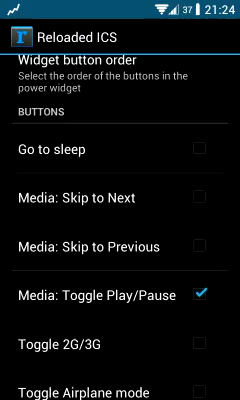 37 21:24
Reloaded ICS
Widget button order
Select the order of the buttons in the
power widget
BUTTONS
Go to sleep
Media: Skip to Next
Media: Skip to Previous
Media: Toggle Play/Pause
Toggle 2G/3G
Toggle Airplane mode